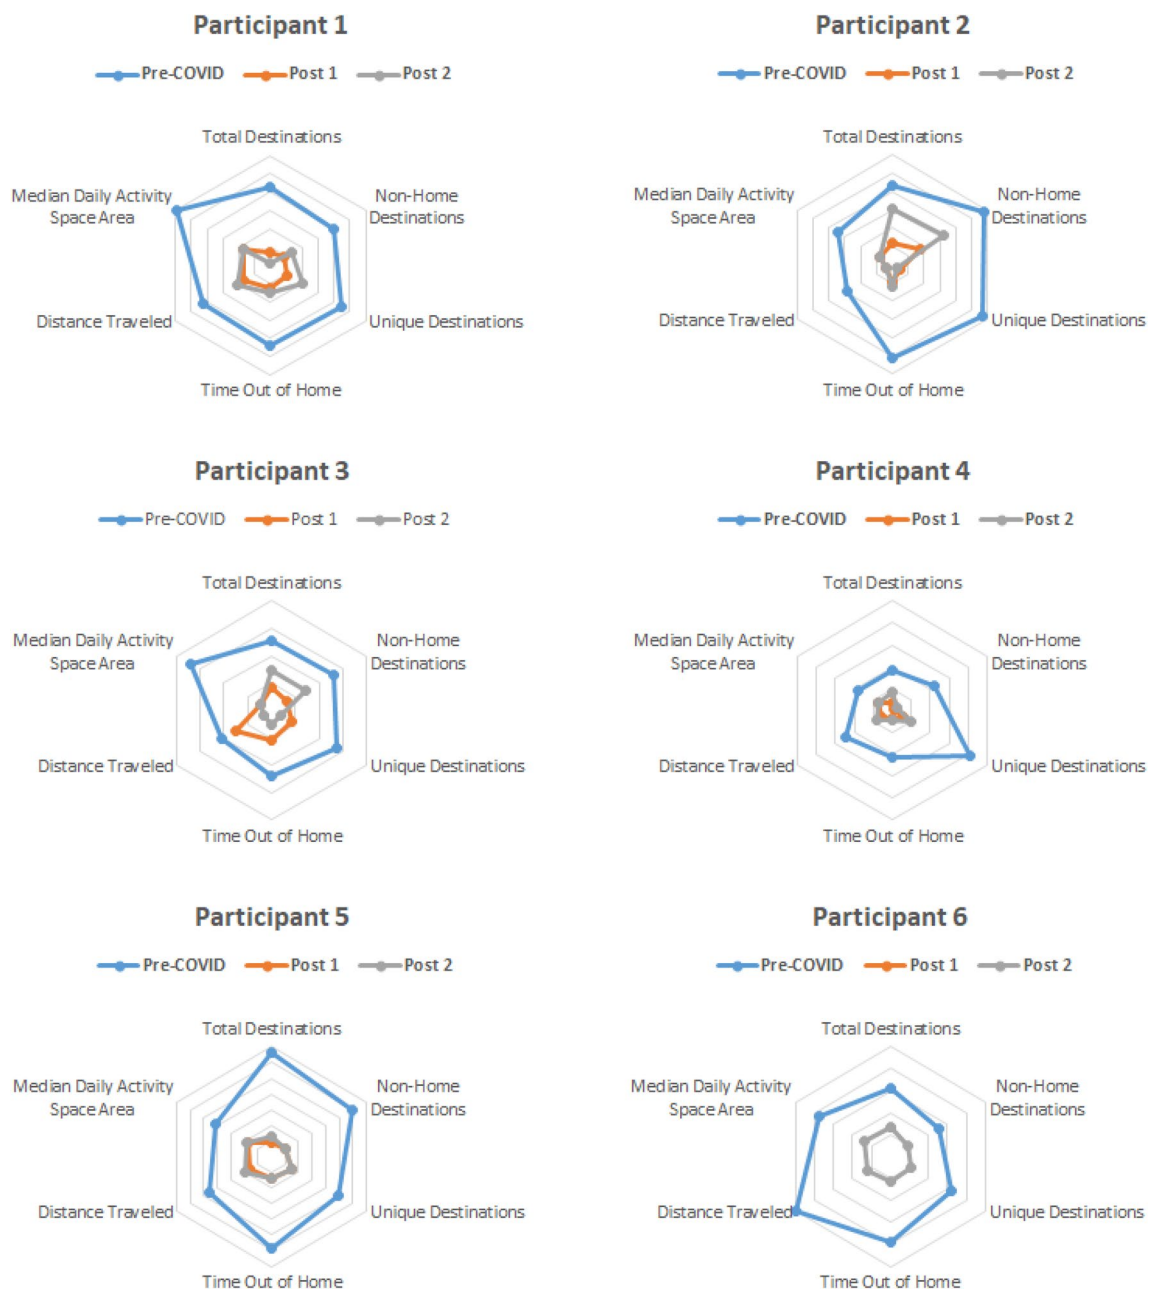 Participant 1
Pre-COVID Post 1 Post 2
Total Destinations
Median Daily Activity
Space Area
Non-Home
Destinations
Distance Traveled
Unique Destinations
Time Out of Home
Participant 2
Pre-COVID Post 1 Post 2
Total Destinations
Median Daily Activity
Space Area
Non-Home
Destinations
Distance Traveled
Unique Destinations
Time Out of Home
Participant 3
Pre-COVID Post 1 Post 2
Total Destinations
Median Daily Activity
Space Area
Non-Home
Destinations
Distance Traveled
Unique Destinations
Time Out of Home
Participant 4
Pre-COVID Post 1 Post 2
Total Destinations
Median Daily Activity
Space Area
Non-Home
Destinations
Distance Traveled
Unique Destinations
Time Out of Home
Participant 5
Pre-COVID Post 1 Post 2
Total Destinations
Median Daily Activity
Space Area
Non-Home
Destinations
Distance Traveled
Unique Destinations
Time Out of Home
Participant 6
Pre-COVID Post 1 Post 2
Total Destinations
Median Daily Activity
Space Area
Non-Home
Destinations
Distance Traveled
Unique Destinations
Time Out of Home